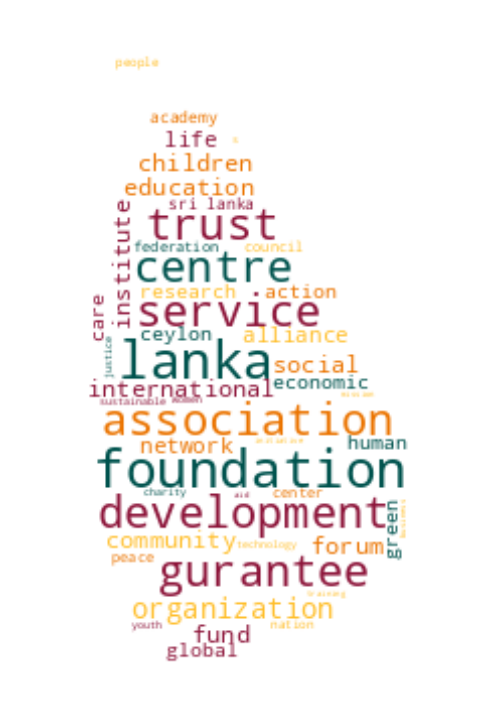 people
academy
life
children
education
sri lanka
trust
institute
federation council
centre
research action
service
care
ceylon alliance
justice
lanka
social
economic
international
sustainable women
association
network
human
foundation
charity aid center
development
green
community technology forum
peace
gurantee
training
organization
youth fund nation
global